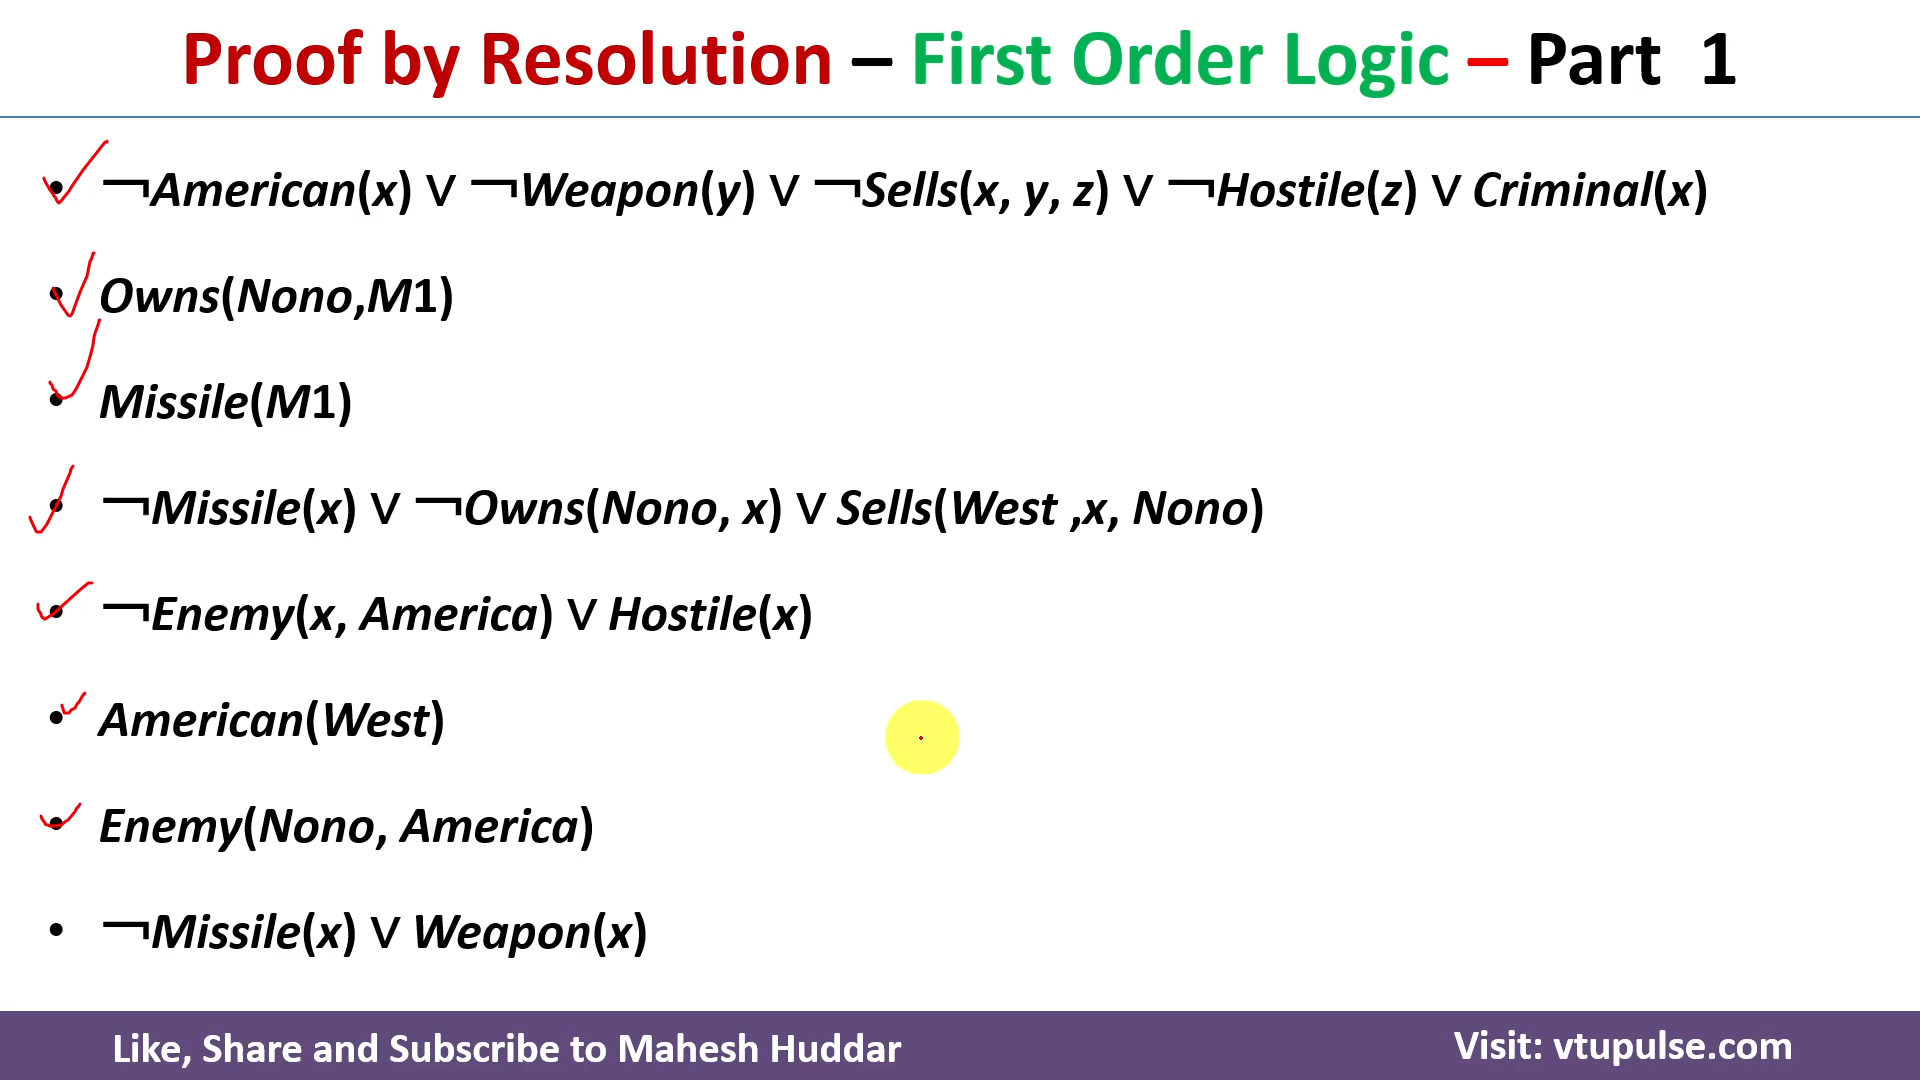 Proof by Resolution – First Order Logic – Part 1
• ¬American(x) ∨ ¬Weapon(y) ∨ ¬Sells(x, y, z) ∨ ¬Hostile(z) ∨ Criminal(x)
• Owns(Nono,M1)
• Missile(M1)
• ¬Missile(x) ∨ ¬Owns(Nono, x) ∨ Sells(West ,x, Nono)
• ¬Enemy(x, America) ∨ Hostile(x)
• American(West)
• Enemy(Nono, America)
• ¬Missile(x) ∨ Weapon(x)
Like, Share and Subscribe to Mahesh Huddar
Visit: vtupulse.com